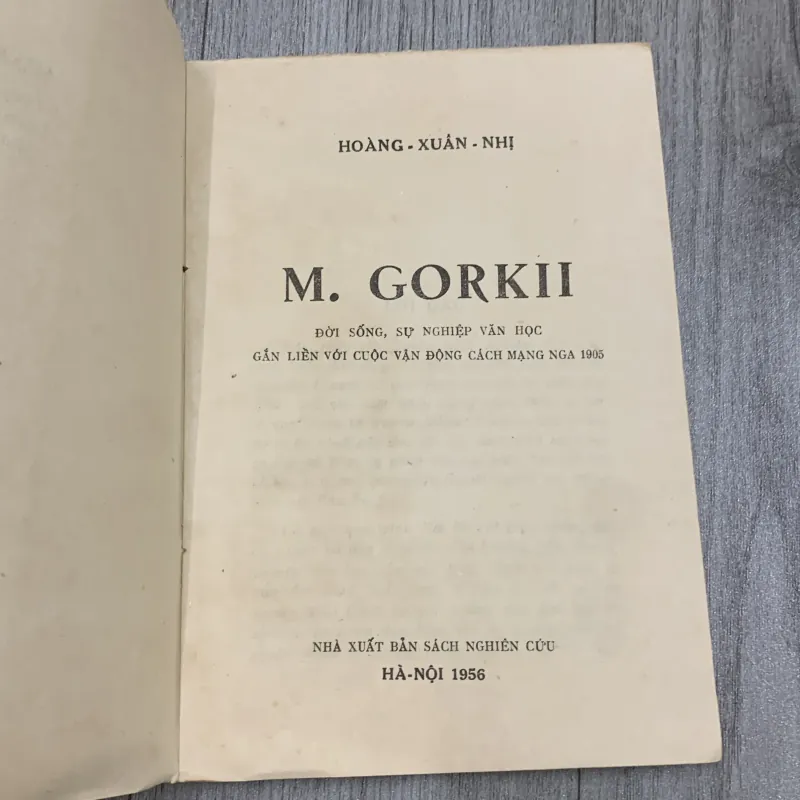 HOÀNG - XUÂN - NHỊ
M. GORKII
ĐỜI SỐNG, SỰ NGHIỆP VĂN HỌC
GẮN LIỀN VỚI CUỘC VẬN ĐỘNG CÁCH MẠNG NGA 1905
NHÀ XUẤT BẢN SÁCH NGHIÊN CỨU
HÀ-NỘI 1956